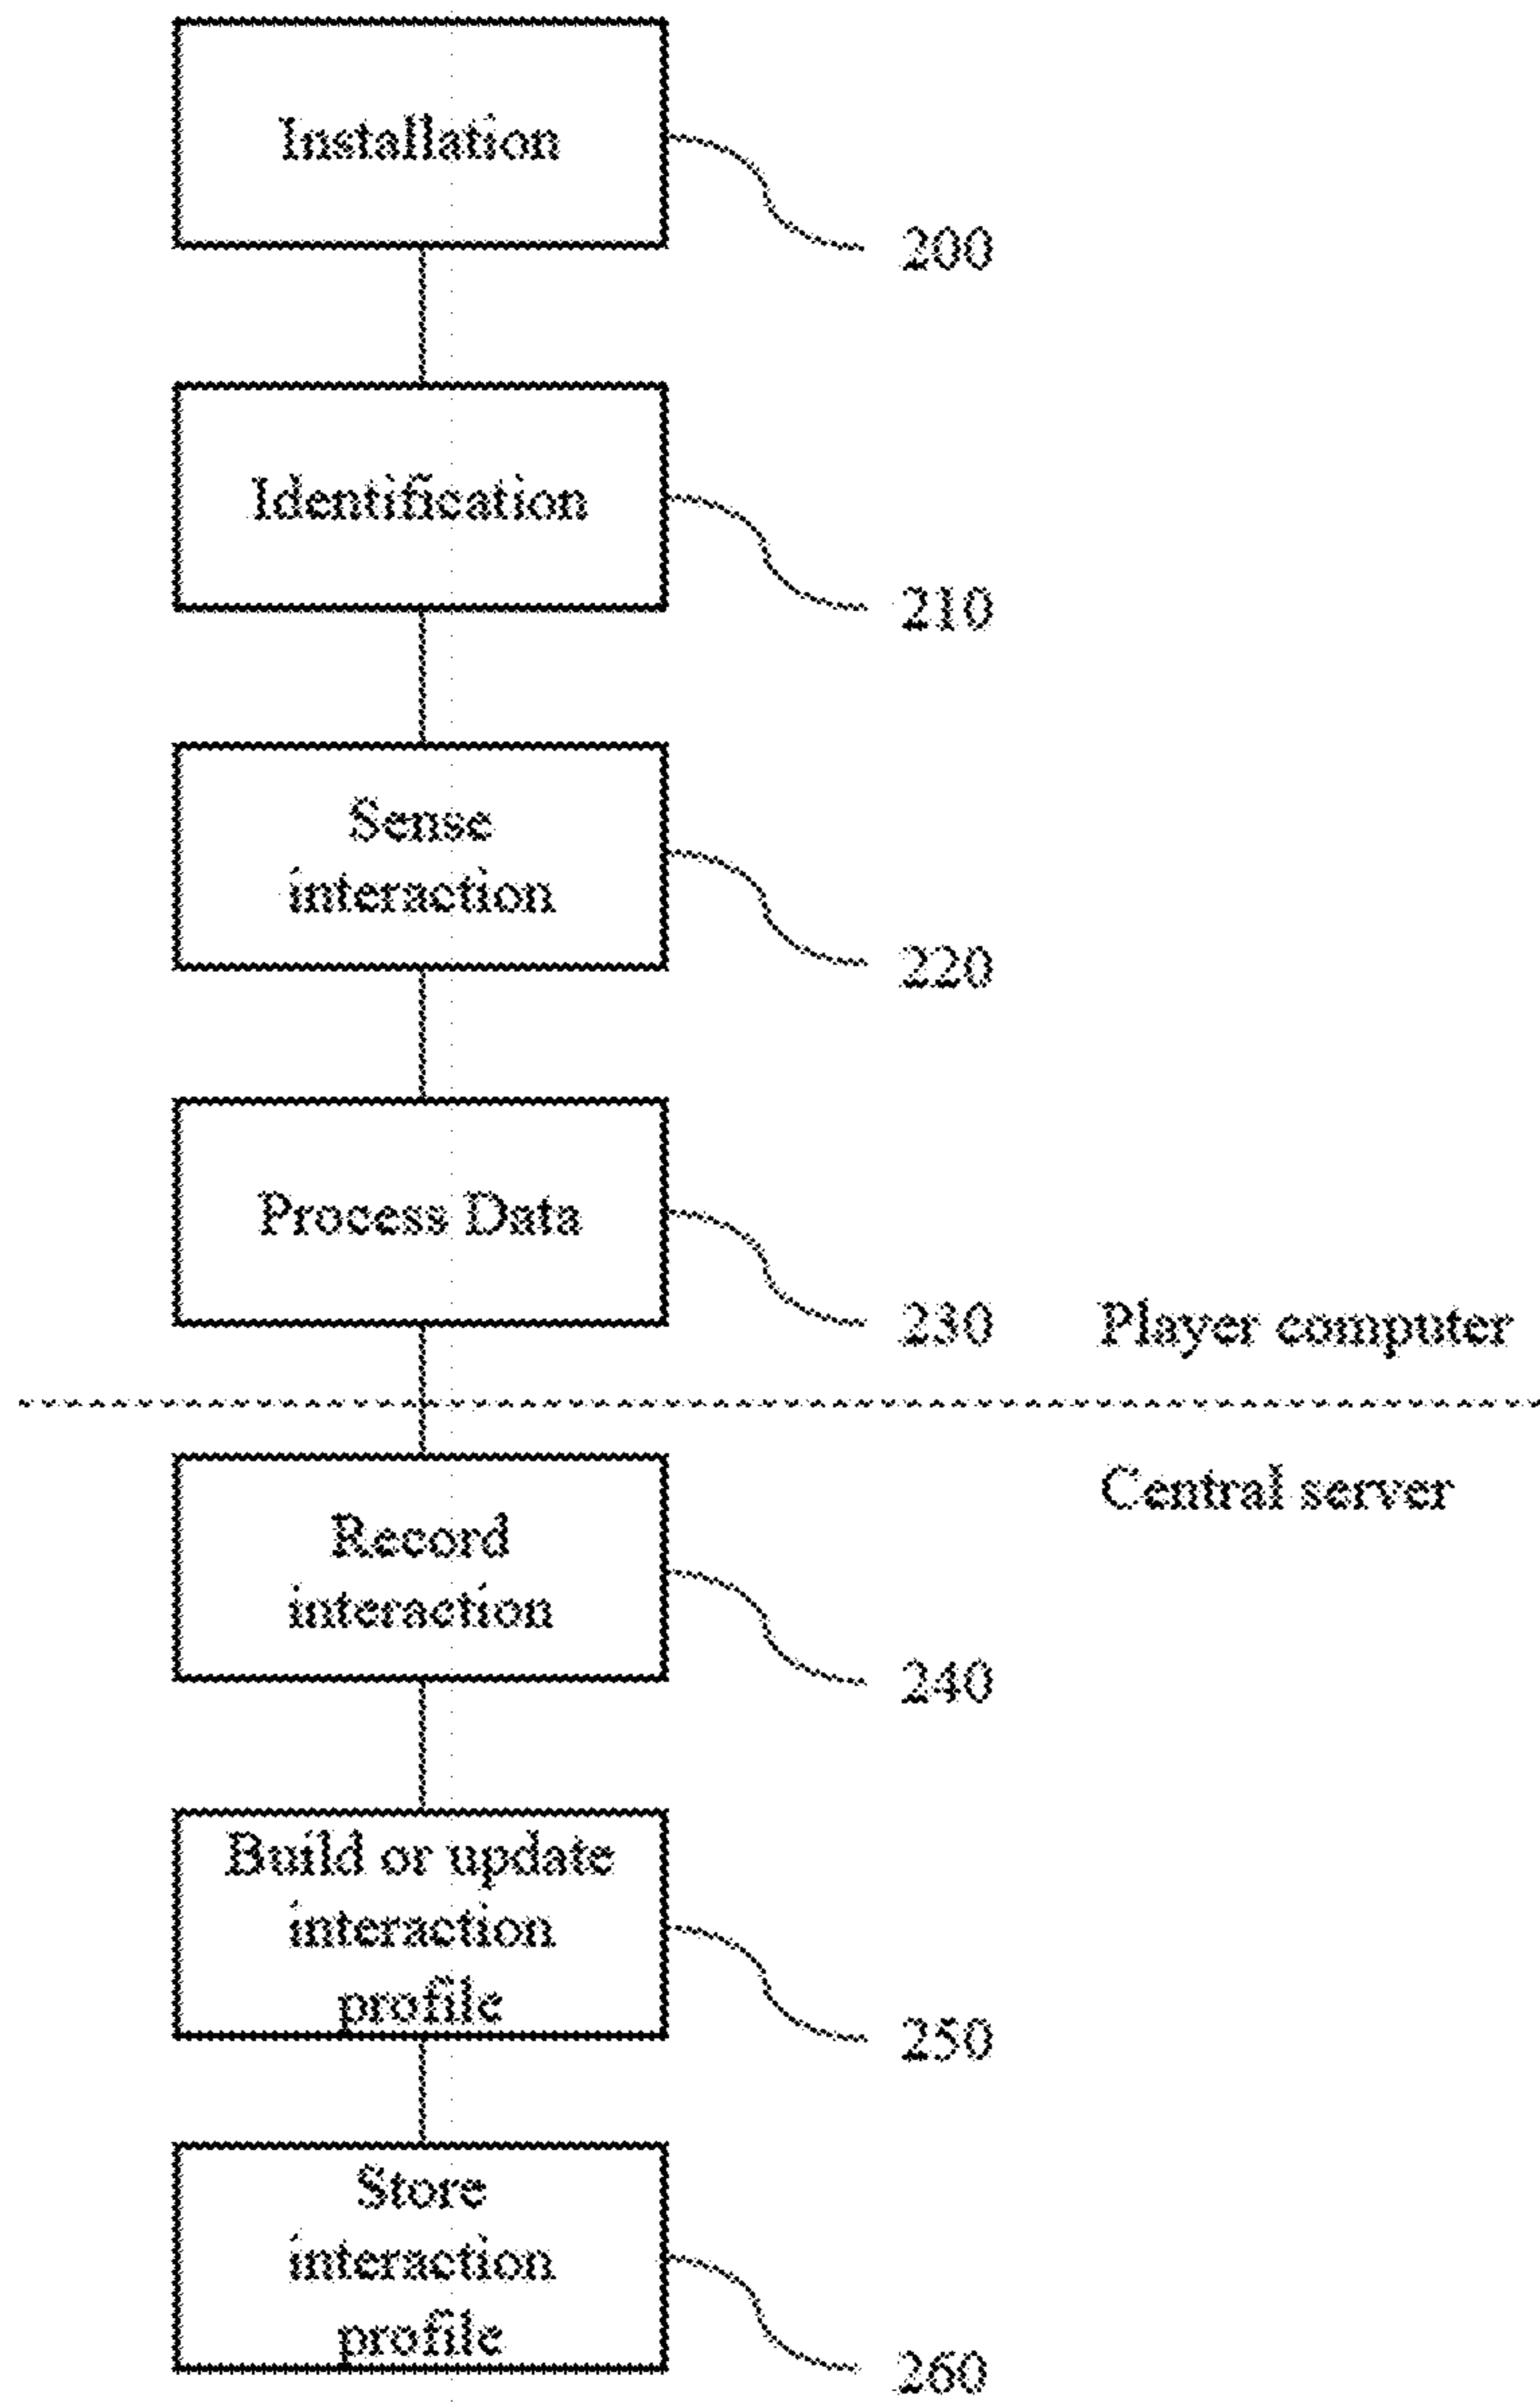 Installation
200
Identification
210
Sense
interaction
220
Process Data
230
Player computer
Central server
Record
interaction
240
Build or update
interaction
profile
250
Store
interaction
profile
260